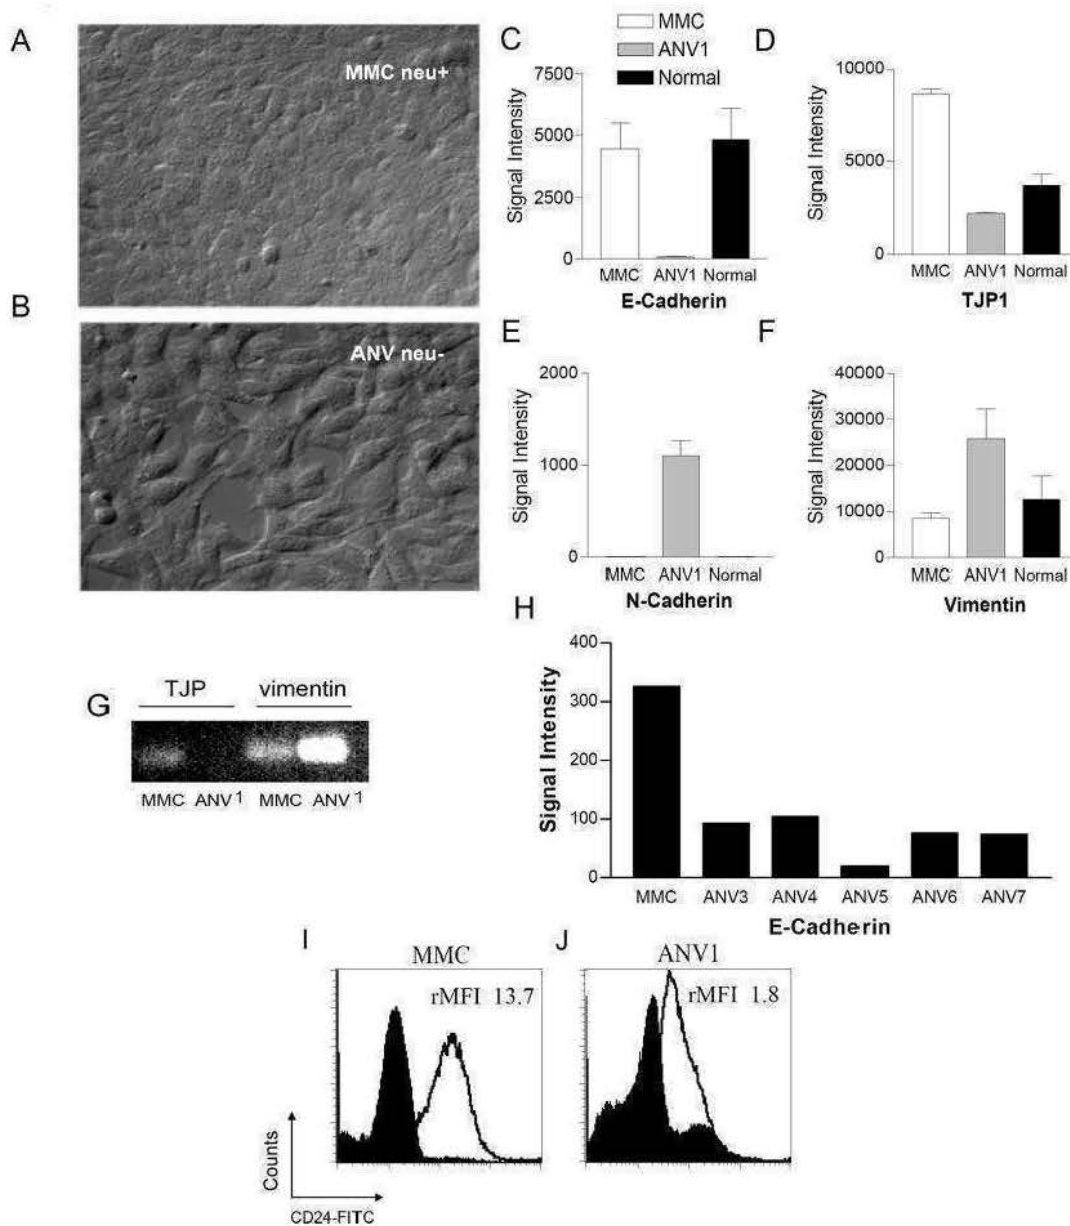 A
MMC neu+
B
ANV neu-
C
MMC
ANV1
Normal
Signal Intensity
7500
5000
2500
0
MMC ANV1 Normal
E-Cadherin
D
Signal Intensity
10000
5000
0
MMC ANV1 Normal
TJP1
E
Signal Intensity
2000
1000
0
MMC ANV1 Normal
N-Cadherin
F
Signal Intensity
40000
30000
20000
10000
0
MMC ANV1 Normal
Vimentin
G
TJP vimentin
MMC ANV1 MMC ANV1
H
Signal Intensity
400
300
200
100
0
MMC ANV3 ANV4 ANV5 ANV6 ANV7
E-Cadherin
I
MMC
rMFI 13.7
J
ANV1
rMFI 1.8
Counts
CD24-FITC